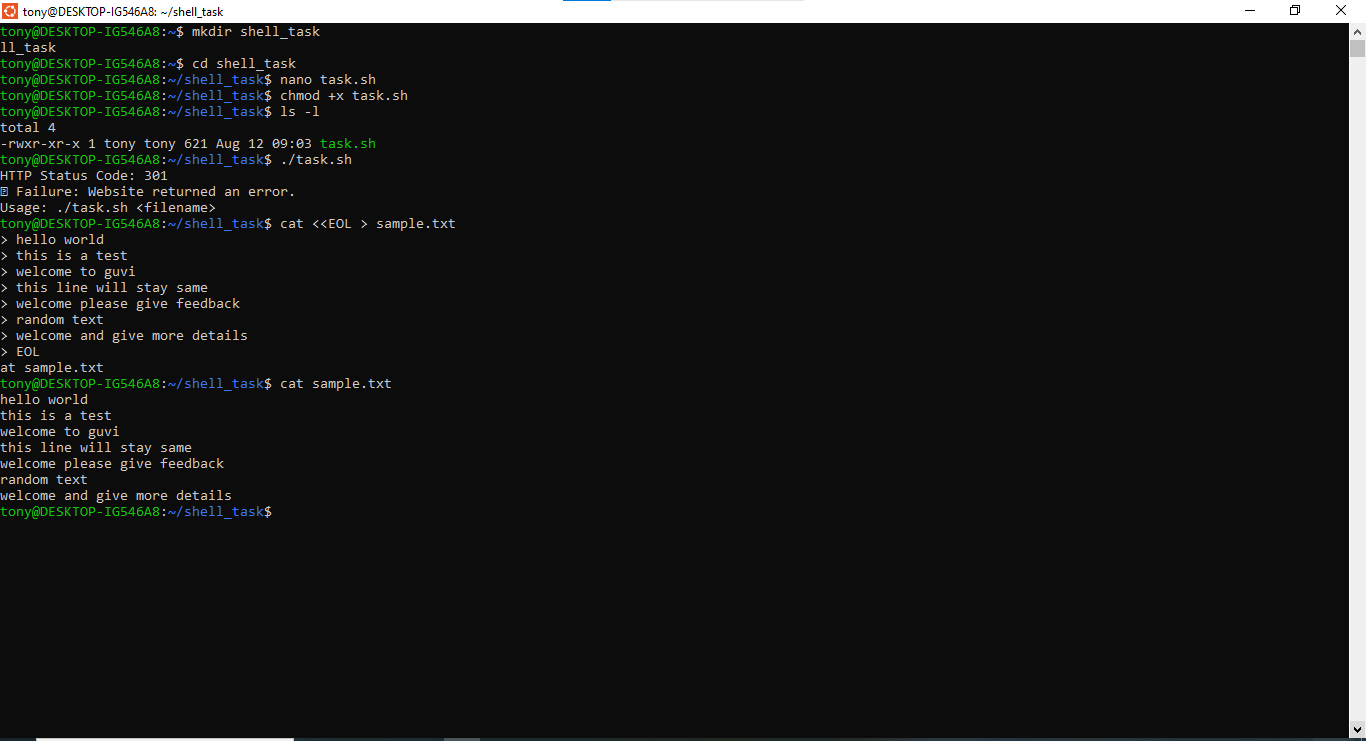 tony@DESKTOP-IG546A8: ~/shell_task
tony@DESKTOP-IG546A8:~$ mkdir shell_task
ll_task
tony@DESKTOP-IG546A8:~$ cd shell_task
tony@DESKTOP-IG546A8:~/shell_task$ nano task.sh
tony@DESKTOP-IG546A8:~/shell_task$ chmod +x task.sh
tony@DESKTOP-IG546A8:~/shell_task$ ls -l
total 4
-rwxr-xr-x 1 tony tony 621 Aug 12 09:03 task.sh
tony@DESKTOP-IG546A8:~/shell_task$ ./task.sh
HTTP Status Code: 301
Failure: Website returned an error.
Usage: ./task.sh <filename>
tony@DESKTOP-IG546A8:~/shell_task$ cat <<EOL > sample.txt
> hello world
> this is a test
> welcome to guvi
> this line will stay same
> welcome please give feedback
> random text
> welcome and give more details
> EOL
at sample.txt
tony@DESKTOP-IG546A8:~/shell_task$ cat sample.txt
hello world
this is a test
welcome to guvi
this line will stay same
welcome please give feedback
random text
welcome and give more details
tony@DESKTOP-IG546A8:~/shell_task$